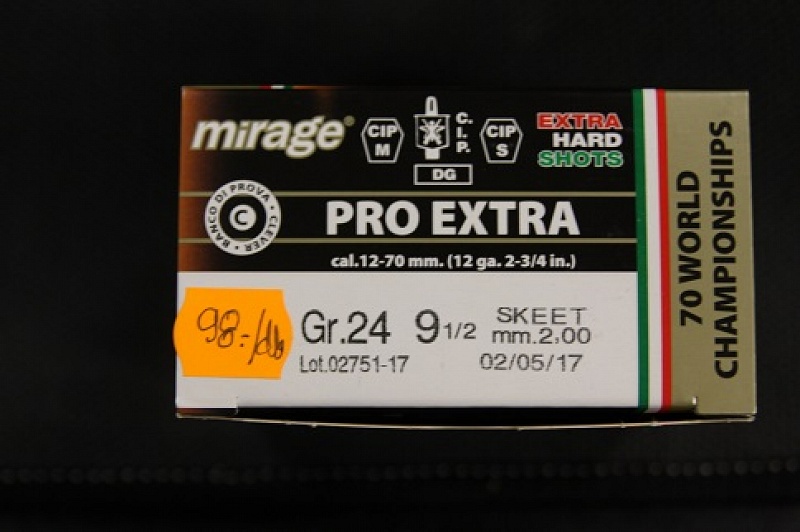 mirage®
CIP
M
C.
I.
P.
DG
CIP
S
EXTRA
HARD
SHOTS
BANCO DI PROVA • CLEVER •
C
PRO EXTRA
cal.12-70 mm. (12 ga. 2-3/4 in.)
98.-/db
Gr.24 9 1/2
SKEET
mm.2,00
Lot.02751-17
02/05/17
70 WORLD
CHAMPIONSHIPS